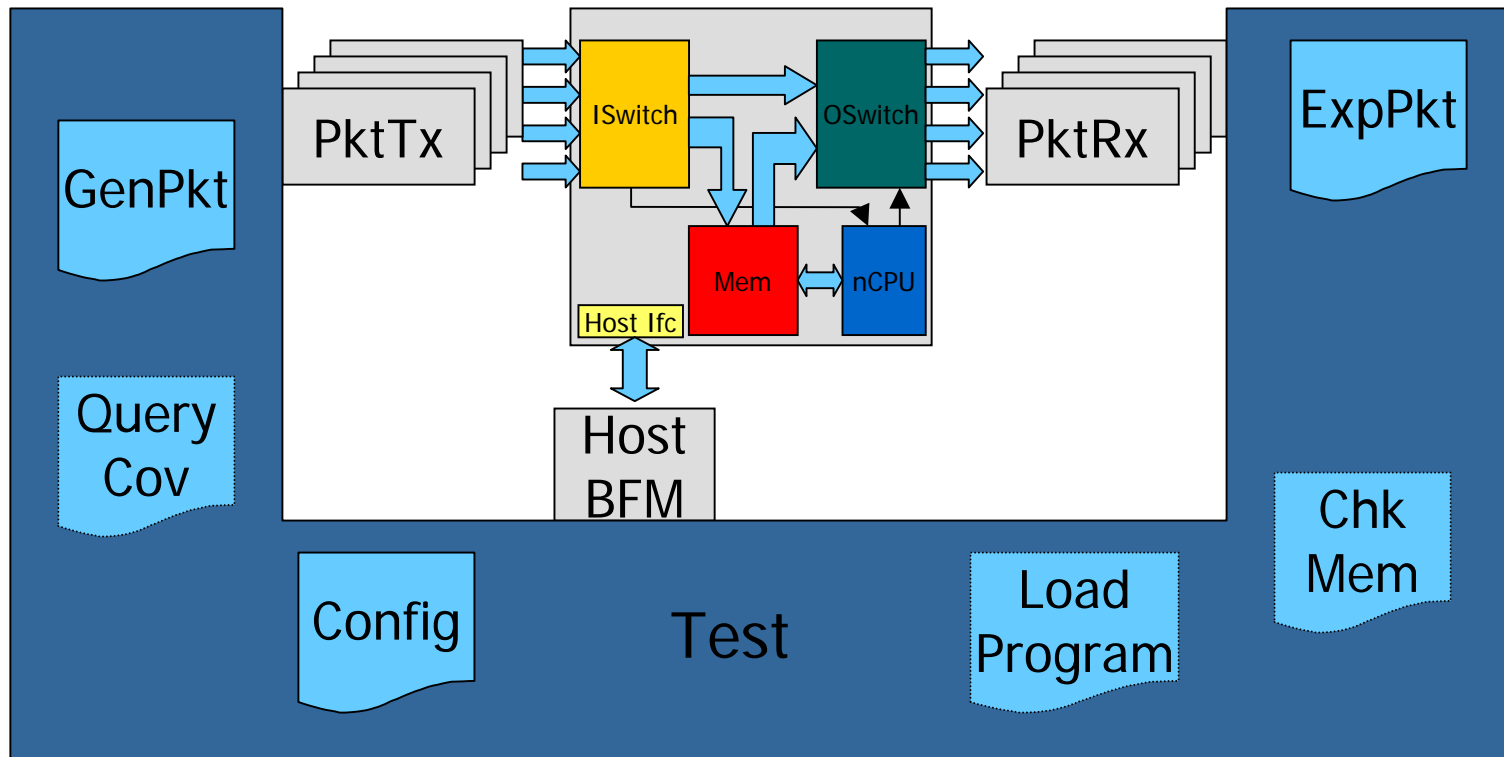 GenPkt
PktTx
ISwitch
OSwitch
PktRx
ExpPkt
Mem
nCPU
Host Ifc
Query
Cov
Host
BFM
Chk
Mem
Config
Test
Load
Program